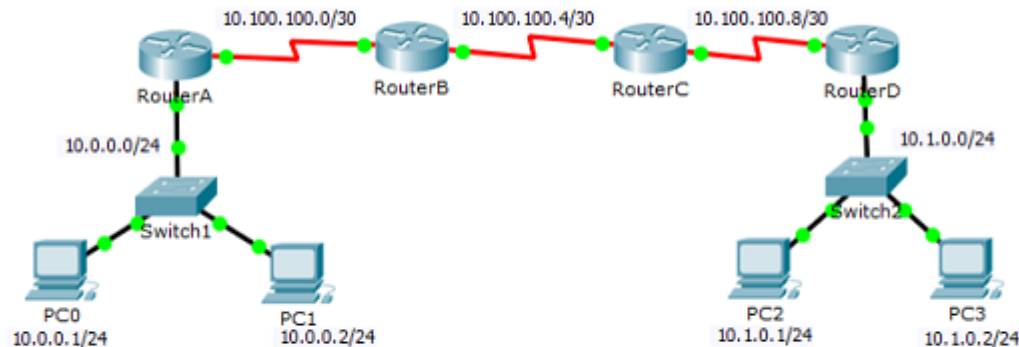 10.100.100.0/30
10.100.100.4/30
10.100.100.8/30
RouterA
RouterB
RouterC
RouterD
10.0.0.0/24
10.1.0.0/24
Switch1
Switch2
PC0
10.0.0.1/24
PC1
10.0.0.2/24
PC2
10.1.0.1/24
PC3
10.1.0.2/24